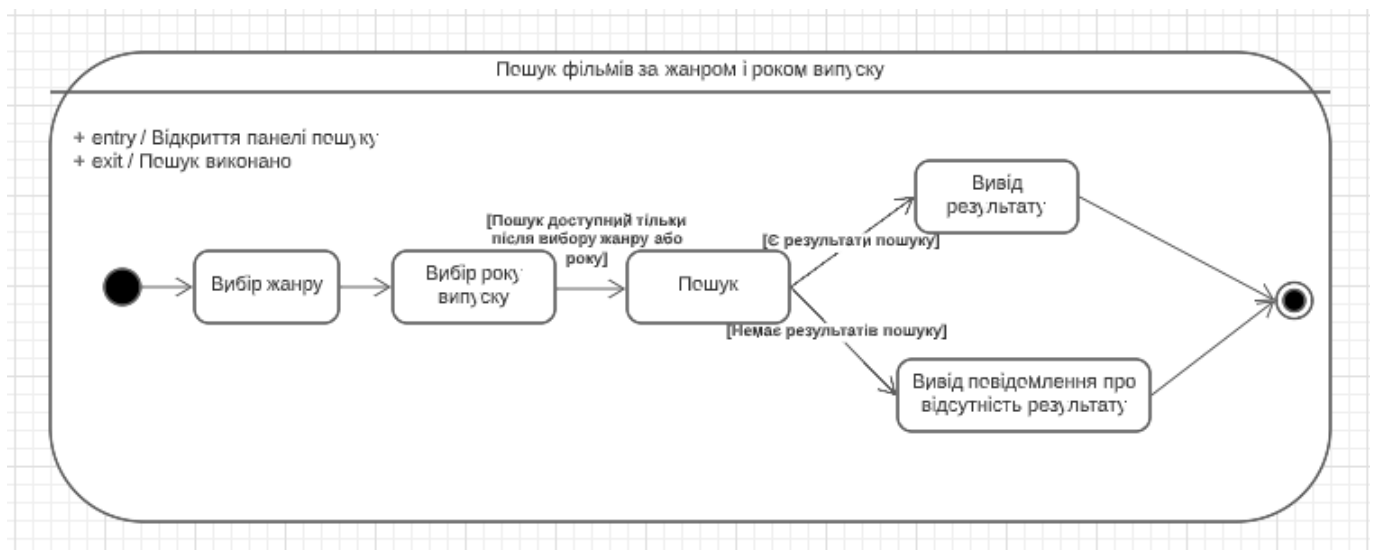 Пошук фільмів за жанром і роком випуску
+ entry / Відкриття панелі пошуку
+ exit / Пошук виконано
Вибір жанру
Вибір року
випуску
[Пошук доступний тільки
після вибору жанру або
року]
Пошук
[Є результати пошуку]
Вивід
результату
[Немає результатів пошуку]
Вивід повідомлення про
відсутність результату